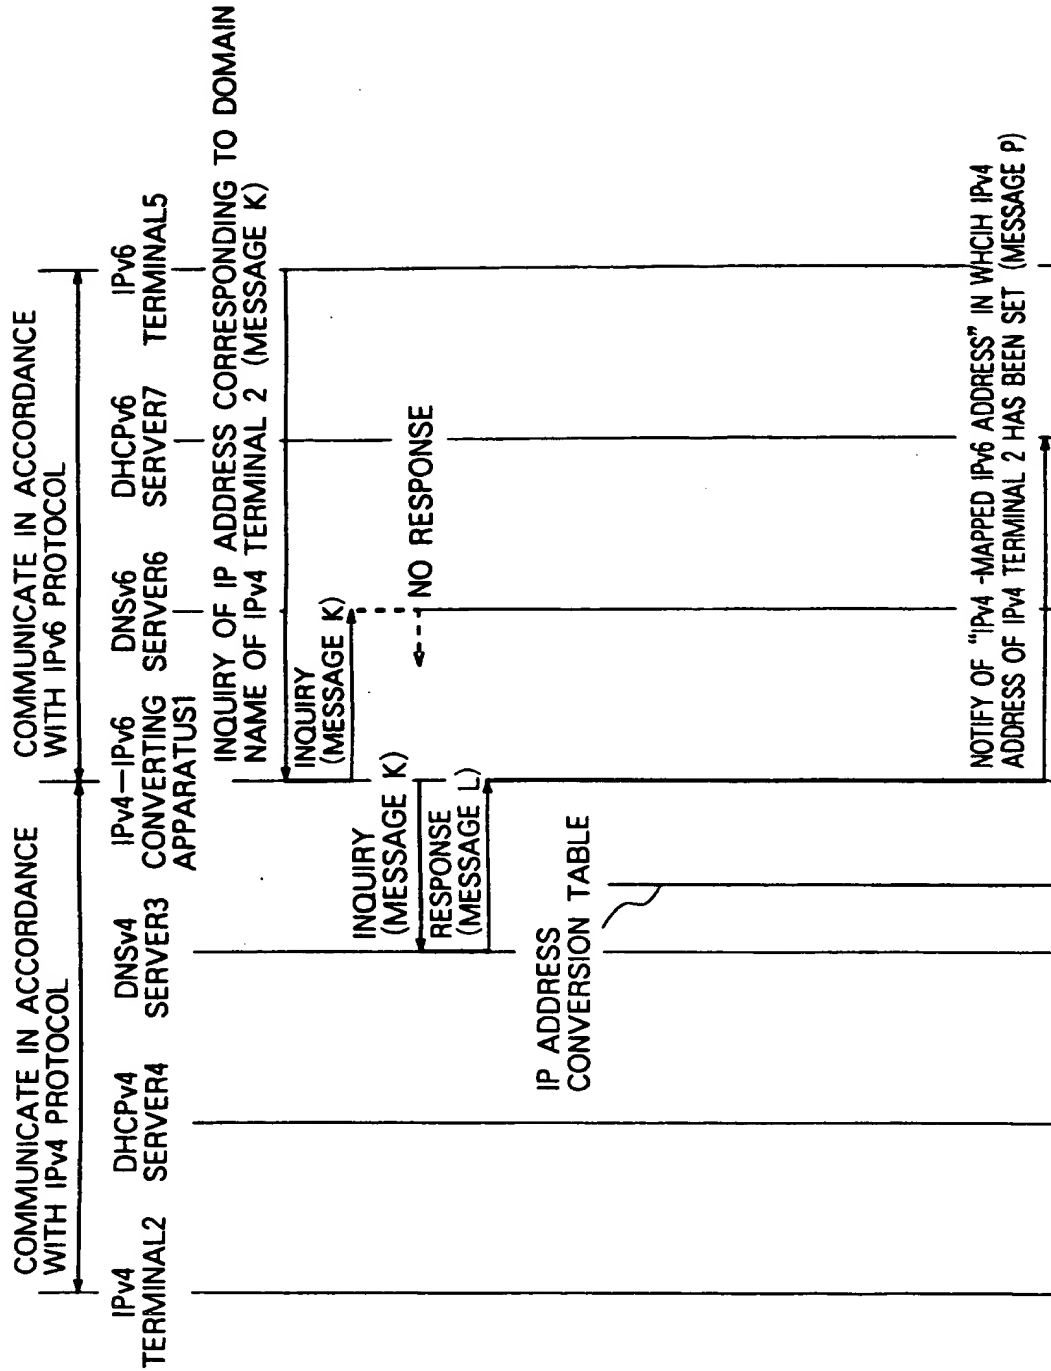 COMMUNICATE IN ACCORDANCE
WITH IPv4 PROTOCOL
COMMUNICATE IN ACCORDANCE
WITH IPv6 PROTOCOL
IPv4
TERMINAL2
DHCPv4
SERVER4
DNSv4
SERVER3
IPv4-IPv6
CONVERTING
APPARATUS1
DNSv6
SERVER6
DHCPv6
SERVER7
IPv6
TERMINAL5
INQUIRY OF IP ADDRESS CORRESPONDING TO DOMAIN
NAME OF IPv4 TERMINAL 2 (MESSAGE K)
INQUIRY
(MESSAGE K)
NO RESPONSE
INQUIRY
(MESSAGE K)
RESPONSE
(MESSAGE L)
IP ADDRESS
CONVERSION TABLE
NOTIFY OF "IPv4 -MAPPED IPv6 ADDRESS" IN WHCIH IPv4
ADDRESS OF IPv4 TERMINAL 2 HAS BEEN SET (MESSAGE P)